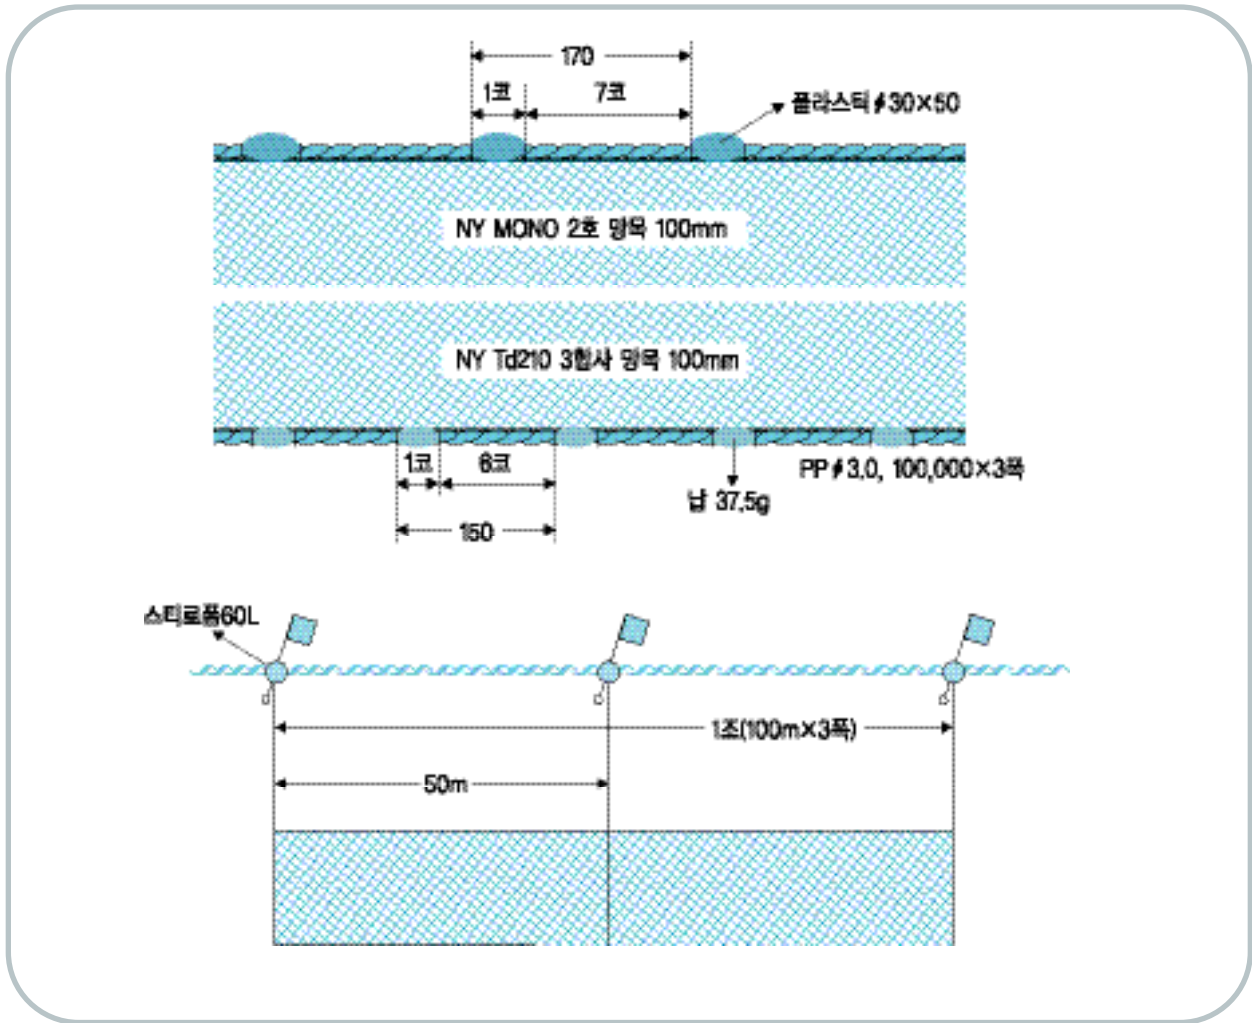 170
1코 7코
플라스틱∮30×50
NY MONO 2호 망목 100mm
NY Td210 3합사 망목 100mm
1코 6코
PP∮3.0, 100,000×3폭
납 37.5g
150
스티로폼60L
1조(100m×3폭)
50m